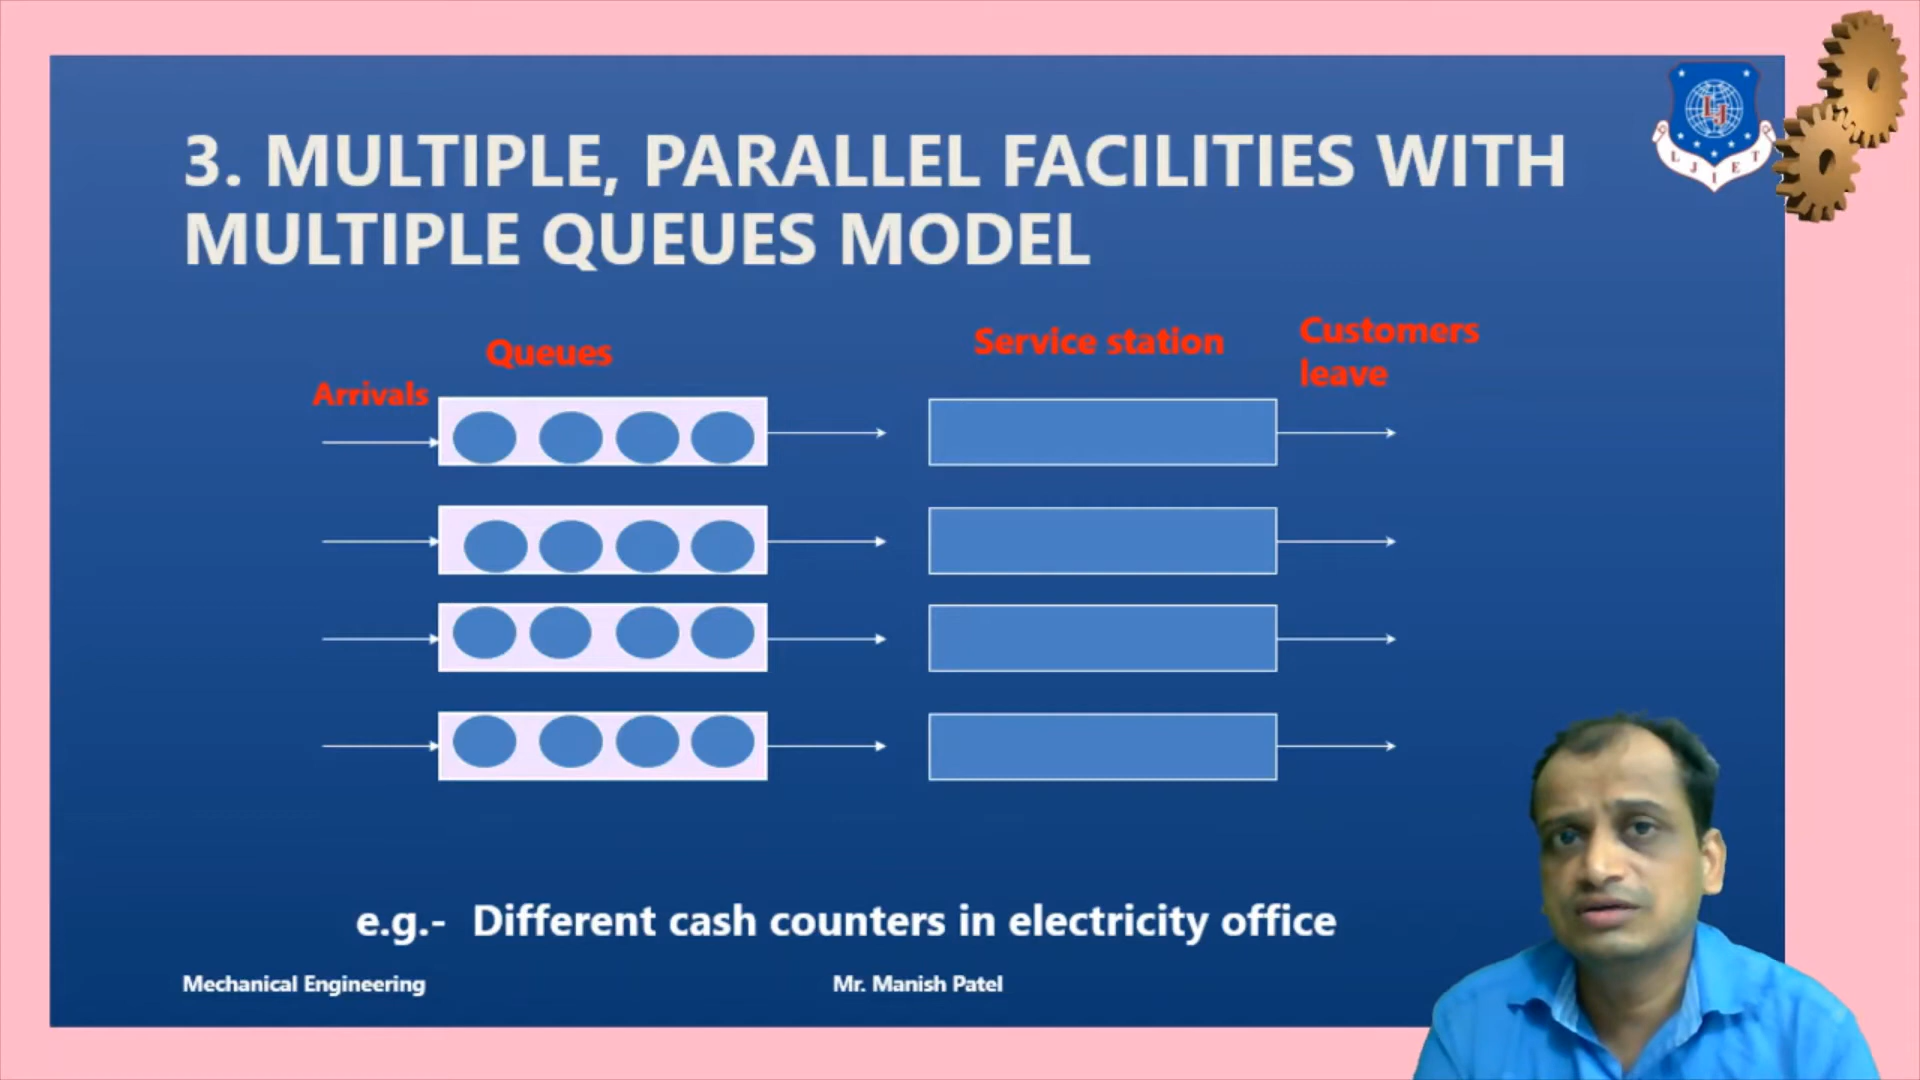 3. MULTIPLE, PARALLEL FACILITIES WITH
MULTIPLE QUEUES MODEL
LJ
L J I E T
Queues
Service station
Customers
leave
Arrivals
e.g.- Different cash counters in electricity office
Mechanical Engineering
Mr. Manish Patel